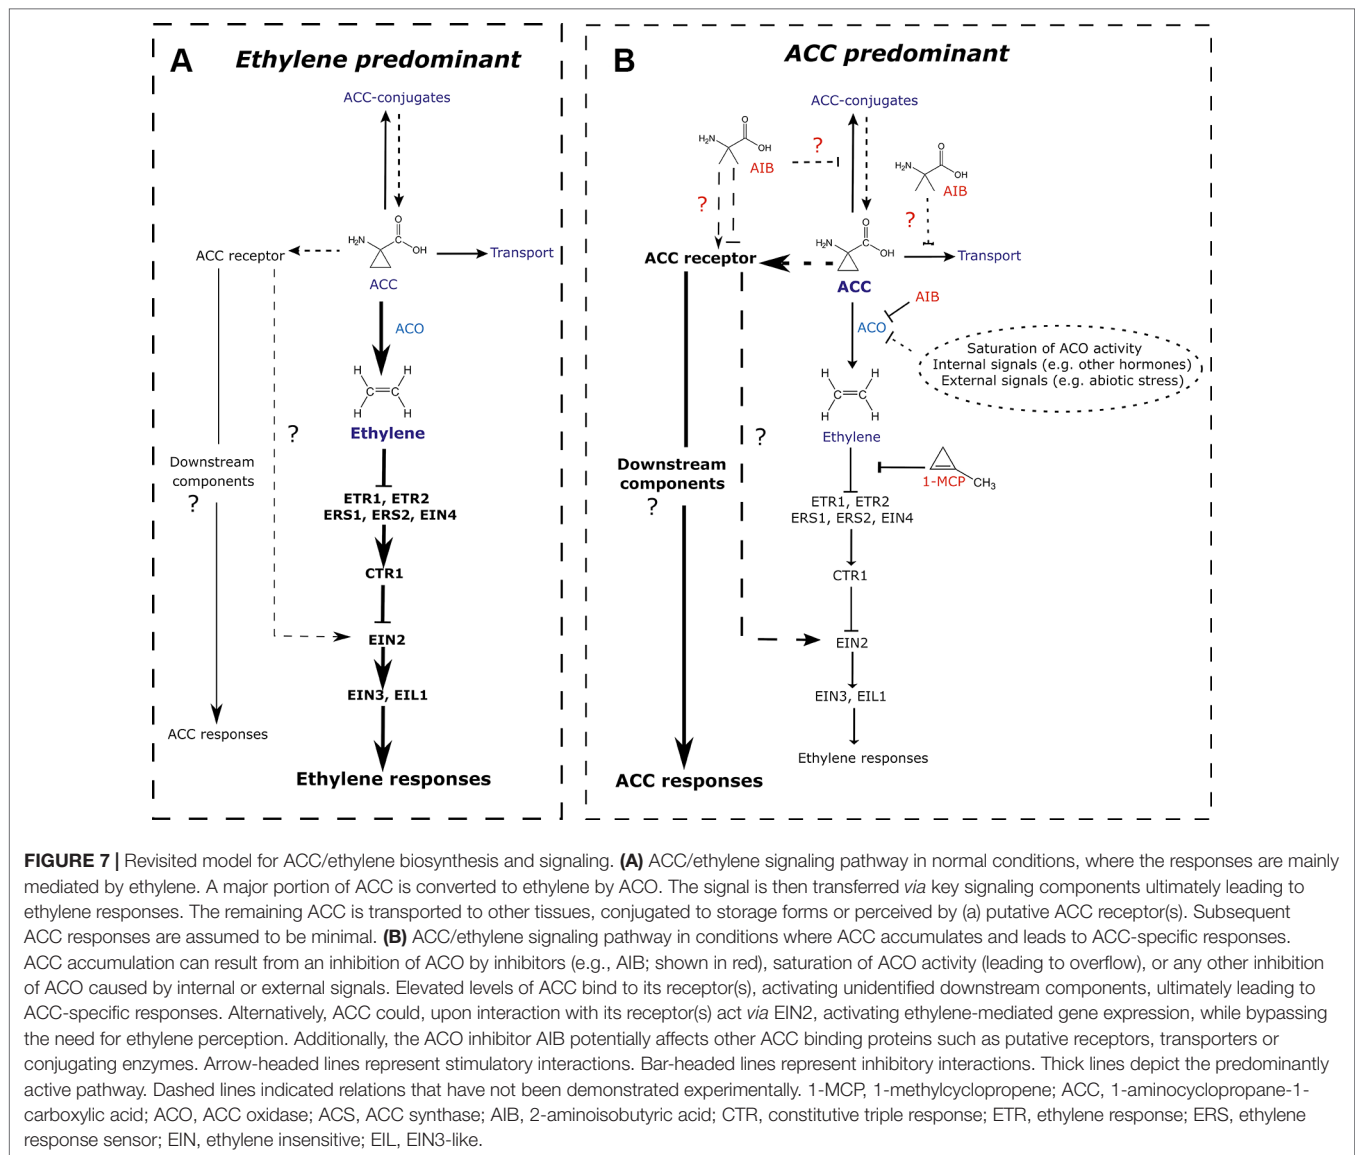 A
Ethylene predominant
ACC-conjugates
H₂N
O
OH
ACC receptor
Transport
ACC
ACO
H
H
C
C
H
H
?
Ethylene
Downstream
components
?
ETR1, ETR2
ERS1, ERS2, EIN4
CTR1
EIN2
EIN3, EIL1
ACC responses
Ethylene responses
B
ACC predominant
ACC-conjugates
H₂N
O
OH
AIB
?
H₂N
O
OH
AIB
?
?
H₂N
O
OH
ACC receptor
Transport
ACC
AIB
ACO
Saturation of ACO activity
Internal signals (e.g. other hormones)
External signals (e.g. abiotic stress)
H
H
C
C
H
H
?
Ethylene
Downstream
components
?
1-MCP
CH₃
ETR1, ETR2
ERS1, ERS2, EIN4
CTR1
EIN2
EIN3, EIL1
Ethylene responses
ACC responses
FIGURE 7 | Revisited model for ACC/ethylene biosynthesis and signaling. (A) ACC/ethylene signaling pathway in normal conditions, where the responses are mainly
mediated by ethylene. A major portion of ACC is converted to ethylene by ACO. The signal is then transferred via key signaling components ultimately leading to
ethylene responses. The remaining ACC is transported to other tissues, conjugated to storage forms or perceived by (a) putative ACC receptor(s). Subsequent
ACC responses are assumed to be minimal. (B) ACC/ethylene signaling pathway in conditions where ACC accumulates and leads to ACC-specific responses.
ACC accumulation can result from an inhibition of ACO by inhibitors (e.g., AIB; shown in red), saturation of ACO activity (leading to overflow), or any other inhibition
of ACO caused by internal or external signals. Elevated levels of ACC bind to its receptor(s), activating unidentified downstream components, ultimately leading to
ACC-specific responses. Alternatively, ACC could, upon interaction with its receptor(s) act via EIN2, activating ethylene-mediated gene expression, while bypassing
the need for ethylene perception. Additionally, the ACO inhibitor AIB potentially affects other ACC binding proteins such as putative receptors, transporters or
conjugating enzymes. Arrow-headed lines represent stimulatory interactions. Bar-headed lines represent inhibitory interactions. Thick lines depict the predominantly
active pathway. Dashed lines indicated relations that have not been demonstrated experimentally. 1-MCP, 1-methylcyclopropene; ACC, 1-aminocyclopropane-1-
carboxylic acid; ACO, ACC oxidase; ACS, ACC synthase; AIB, 2-aminoisobutyric acid; CTR, constitutive triple response; ETR, ethylene response; ERS, ethylene
response sensor; EIN, ethylene insensitive; EIL, EIN3-like.